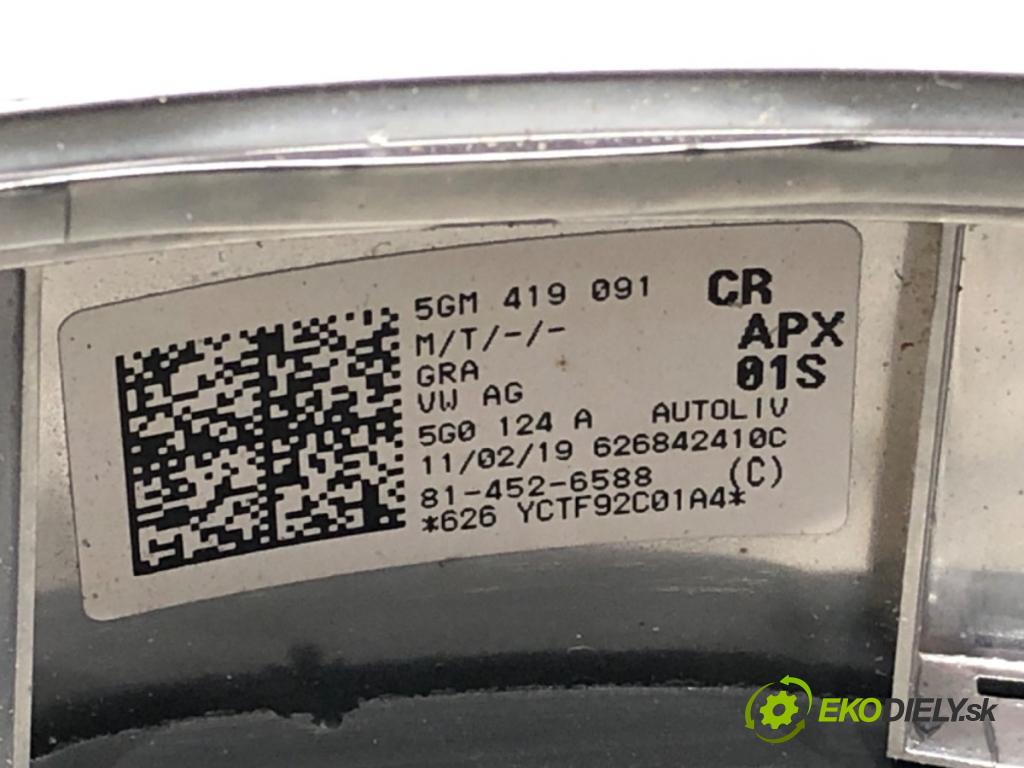 5GM 419 091 CR
M/T/-/- APX
GRA 01S
VW AG
5G0 124 A AUTOLIV
11/02/19 626842410C
81-452-6588 (C)
*626 YCTF92C01A4*
EKODIELY.sk